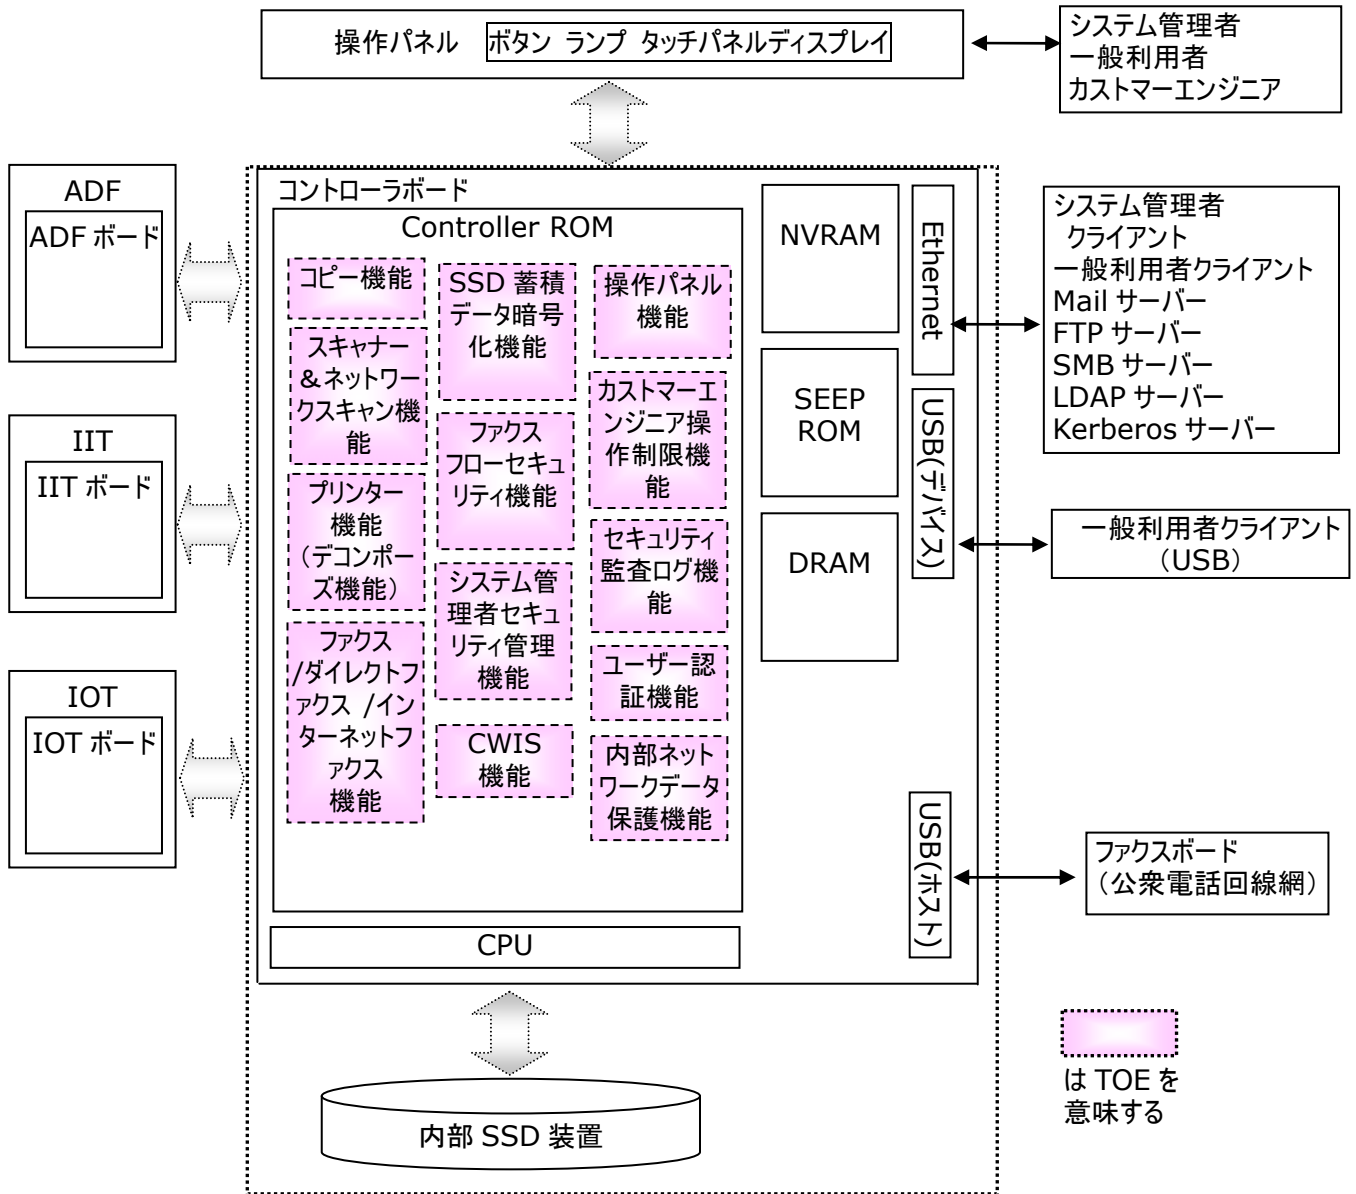 操作パネル ボタン ランプ タッチパネルディスプレイ
システム管理者
一般利用者
カストマーエンジニア
ADF
ADF ボード
IIT
IIT ボード
IOT
IOT ボード
コントローラボード
Controller ROM
コピー機能
スキャナー
＆ネットワー
クスキャン機
能
プリンター
機能
（デコンポー
ズ機能）
ファクス
/ダイレクトフ
ァクス /イン
ターネットフ
ァクス
機能
SSD 蓄積
データ暗号
化機能
ファクス
フローセキュ
リティ機能
システム管
理者セキュ
リティ管理
機能
CWIS
機能
操作パネル
機能
カストマーエ
ンジニア操
作制限機
能
セキュリティ
監査ログ機
能
ユーザー認
証機能
内部ネット
ワークデータ
保護機能
CPU
NVRAM
SEEP
ROM
DRAM
Ethernet
USB(デバイス)
USB(ホスト)
システム管理者
クライアント
一般利用者クライアント
Mail サーバー
FTP サーバー
SMB サーバー
LDAP サーバー
Kerberos サーバー
一般利用者クライアント
（USB）
ファクスボード
（公衆電話回線網）
内部 SSD 装置
は TOE を
意味する